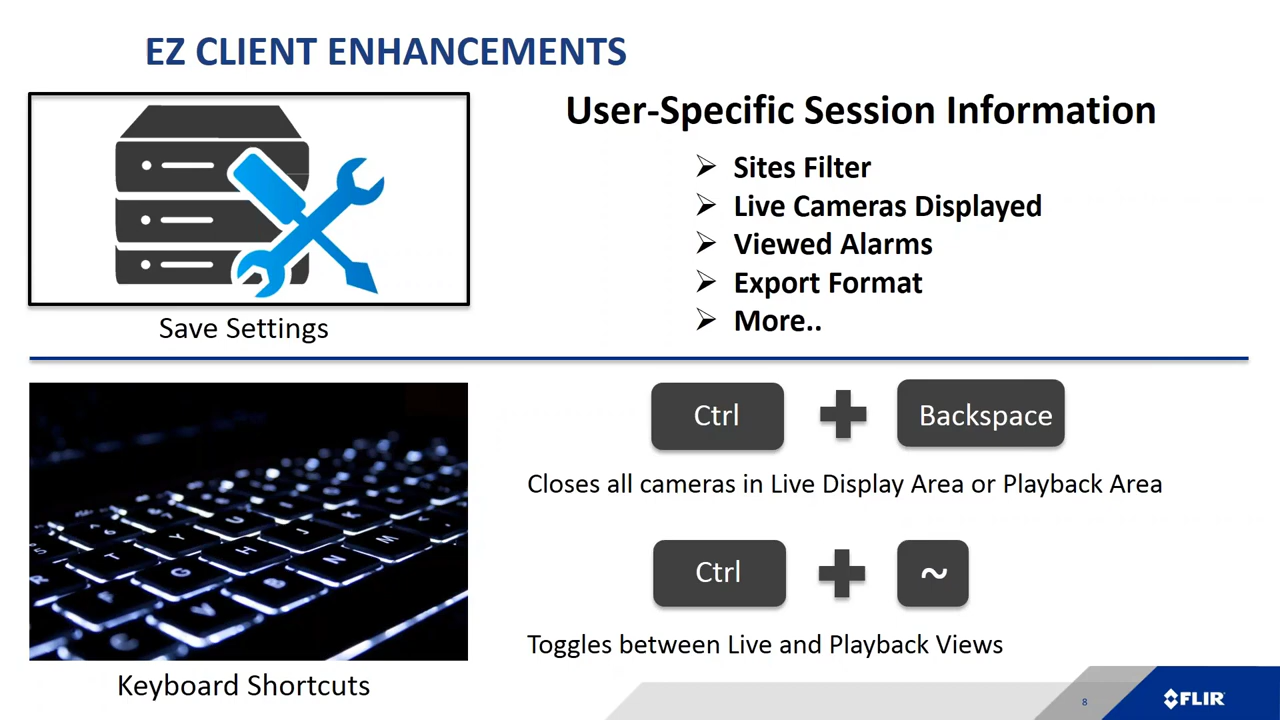 EZ CLIENT ENHANCEMENTS
User-Specific Session Information
Sites Filter
Live Cameras Displayed
Viewed Alarms
Export Format
More..
Save Settings
Ctrl + Backspace
Closes all cameras in Live Display Area or Playback Area
Ctrl + ~
Toggles between Live and Playback Views
6
T Y U I
G H J K
V B N M
R
C
Keyboard Shortcuts
8
FLIR